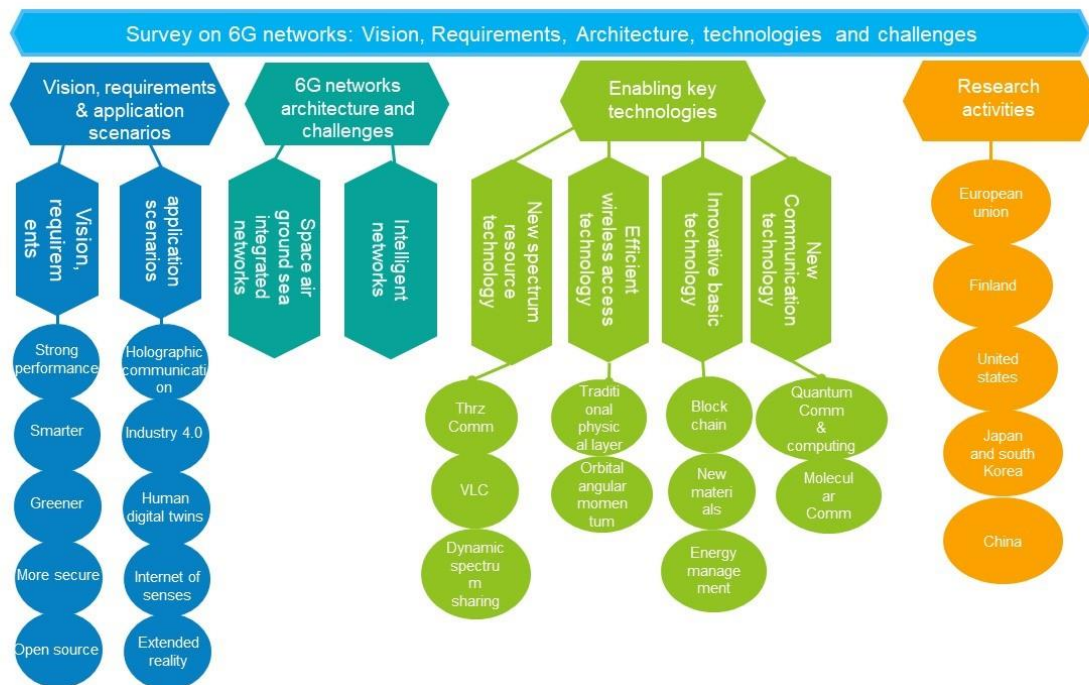 Survey on 6G networks: Vision, Requirements, Architecture, technologies and challenges
Vision, requirements
& application
scenarios
6G networks
architecture and
challenges
Enabling key
technologies
Research
activities
Vision,
requirem
ents
application
scenarios
Space air
ground sea
integrated
networks
Intelligent
networks
New spectrum
resource
technology
Efficient
wireless access
technology
Innovative basic
technology
New
Communication
technology
Strong
performance
Smarter
Greener
More secure
Open source
Holographic
communicati
on
Industry 4.0
Human
digital twins
Internet of
senses
Extended
reality
Thrz
Comm
VLC
Dynamic
spectru
m
sharing
Traditi
onal
physic
al layer
Orbital
angular
mome
ntum
Block
chain
New
materi
als
Energy
manage
ment
Quantum
Comm
&
computing
Molecul
ar
Comm
European
union
Finland
United
states
Japan
and south
Korea
China